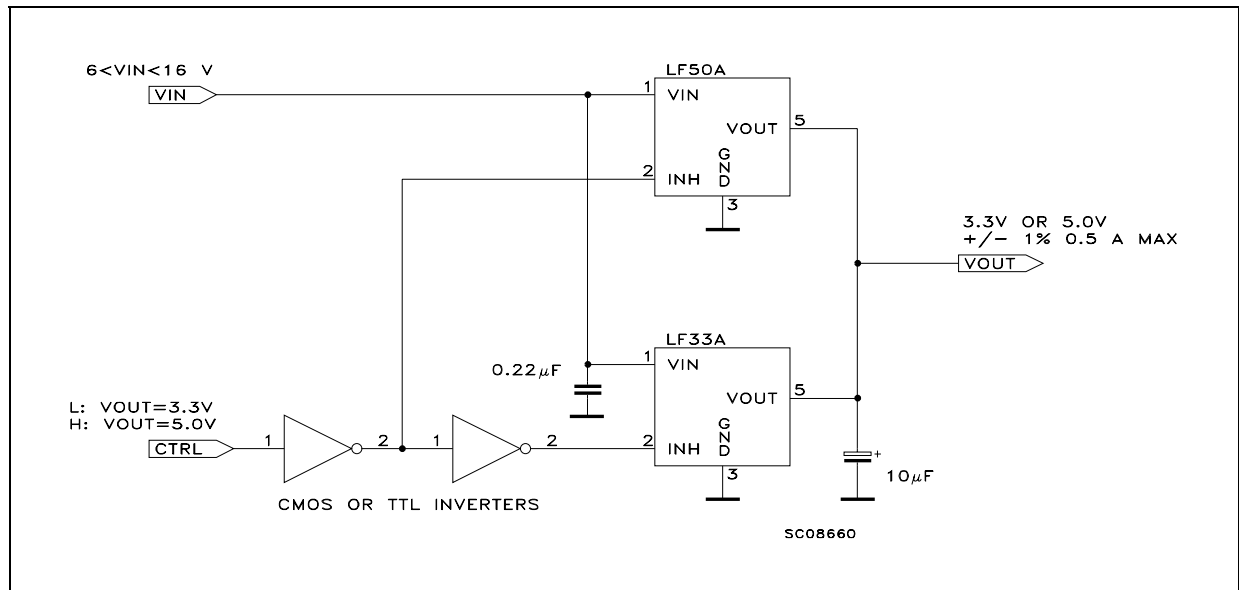 6<VIN<16 V
VIN
LF50A
1
VIN
VOUT
5
2
INH
GND
3
3.3V OR 5.0V
+/- 1% 0.5 A MAX
VOUT
LF33A
1
VIN
0.22µF
VOUT
5
L: VOUT=3.3V
H: VOUT=5.0V
CTRL
1
2
1
2
2
INH
GND
3
+
10µF
CMOS OR TTL INVERTERS
SC08660